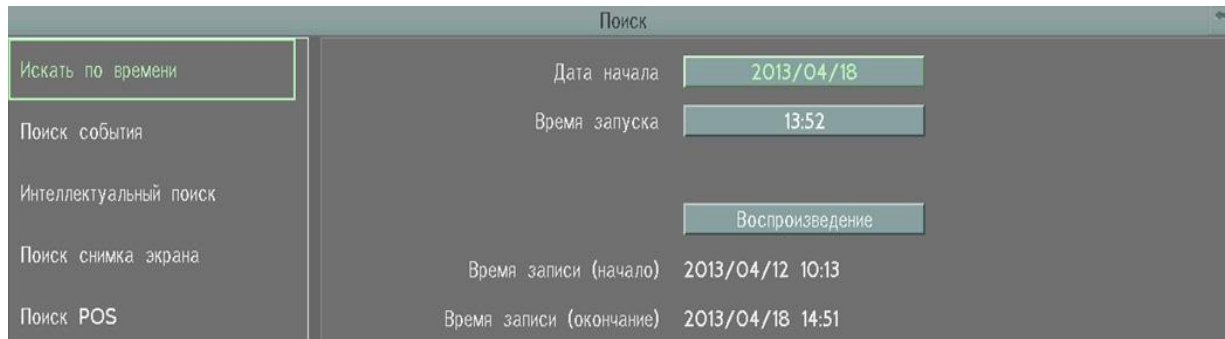 Поиск
Искать по времени
Поиск события
Интеллектуальный поиск
Поиск снимка экрана
Поиск POS
Дата начала 2013/04/18
Время запуска 13:52
Воспроизведение
Время записи (начало) 2013/04/12 10:13
Время записи (окончание) 2013/04/18 14:51